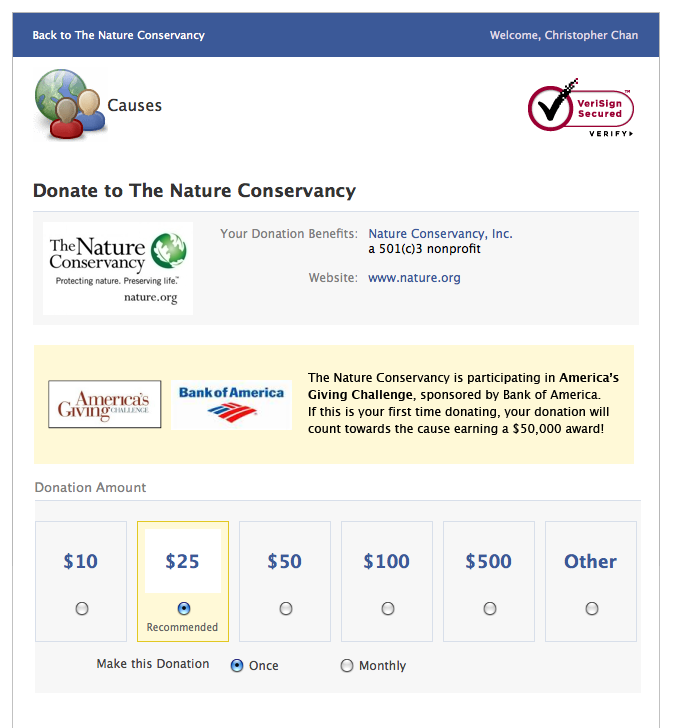 Back to The Nature Conservancy
Welcome, Christopher Chan
Causes
VeriSign
Secured
™
VERIFY
Donate to The Nature Conservancy
The Nature
Conservancy
Protecting nature. Preserving life.™
nature.org
Your Donation Benefits: Nature Conservancy, Inc.
a 501(c)3 nonprofit
Website: www.nature.org
America's
Giving CHALLENGE
Bank of America
The Nature Conservancy is participating in America's
Giving Challenge, sponsored by Bank of America.
If this is your first time donating, your donation will
count towards the cause earning a $50,000 award!
Donation Amount
$10 $25 $50 $100 $500 Other
Recommended
Make this Donation Once Monthly